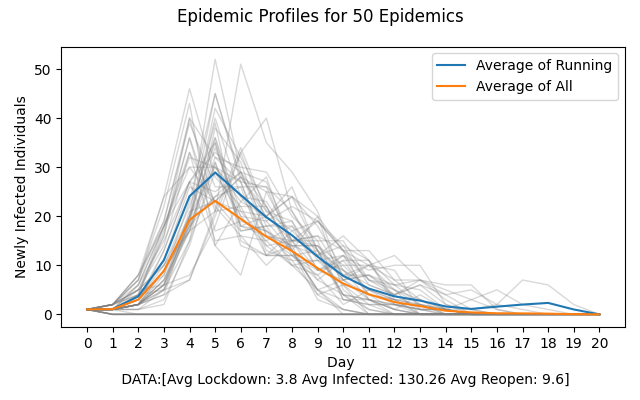 Epidemic Profiles for 50 Epidemics
Average of Running
Average of All
Newly Infected Individuals
50
40
30
20
10
0
0 1 2 3 4 5 6 7 8 9 10 11 12 13 14 15 16 17 18 19 20
Day
DATA:[Avg Lockdown: 3.8 Avg Infected: 130.26 Avg Reopen: 9.6]